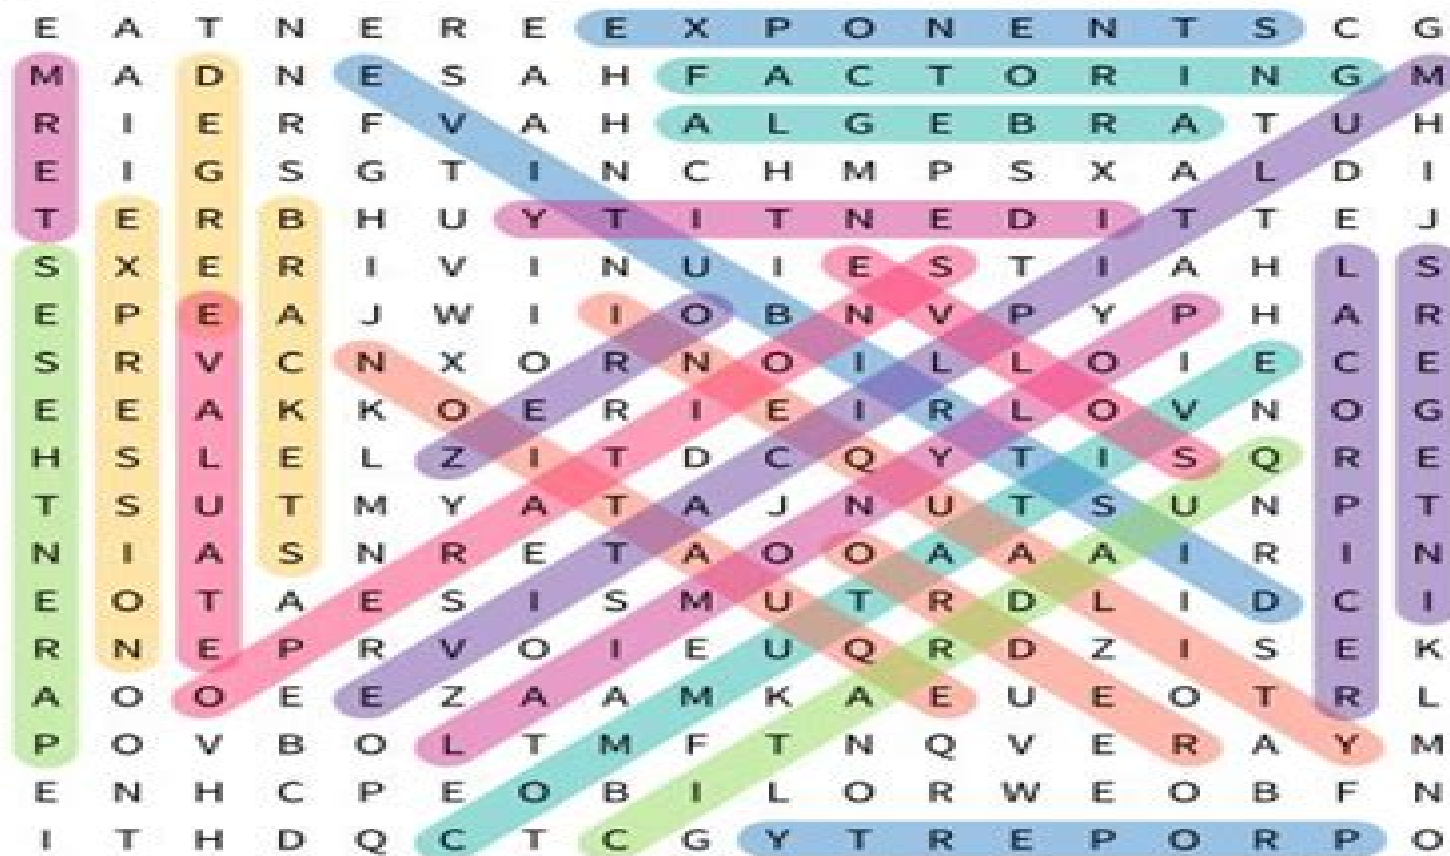 E A T N E R E E X P O N E N T S C G
M A D N E S A H F A C T O R I N G M
R I E R F V A H A L G E B R A T U H
E I G S G T I N C H M P S X A L D I
T E R B H U Y T I T N E D I T T E J
S X E R I V I N U I E S T I A H L S
E P E A J W I I O B N V P Y P H A R
S R V C N X O R N O I L L O I E C E
E E A K K O E R I E I R L O V N O G
H S L E L Z I T D C Q Y T I S Q R E
T S U T M Y A T A J N U T S U N P T
N I A S N R E T A O O A A A I R I N
E O T A E S I S M U T R D L I D C I
R N E P R V O I E U Q R D Z I S E K
A O O E E Z A A M K A E U E O T R L
P O V B O L T M F T N Q V E R A Y M
E N H C P E O B I L O R W E O B F N
I T H D Q C T C G Y T R E P O R P O